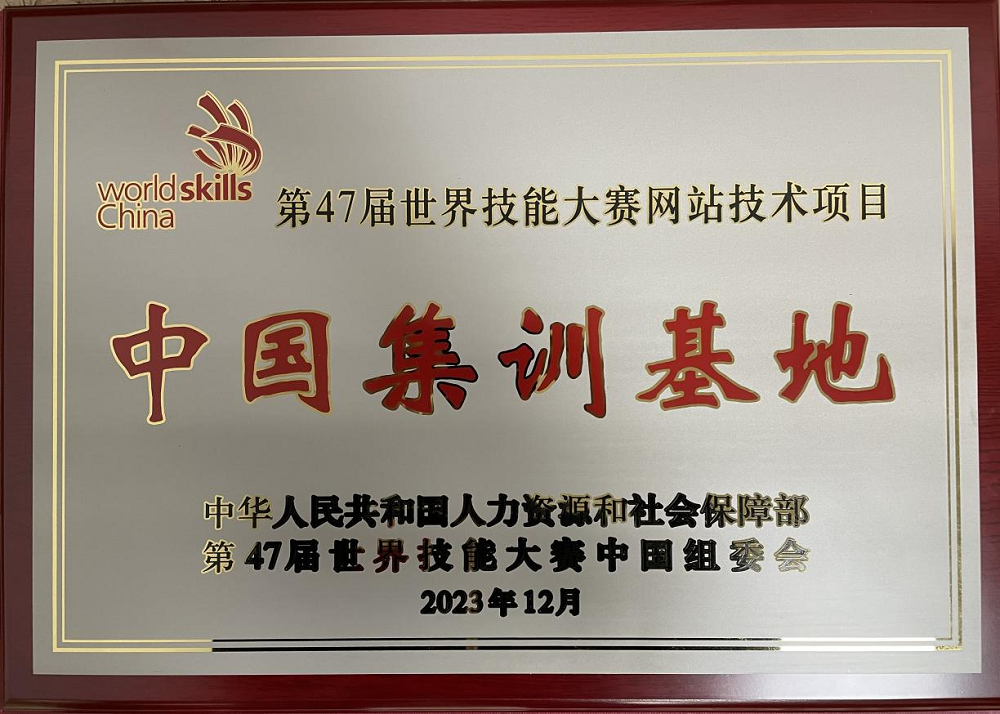 worldskills
China
第47届世界技能大赛网站技术项目
中国集训基地
中华人民共和国人力资源和社会保障部
第47届世界技能大赛中国组委会
2023年12月